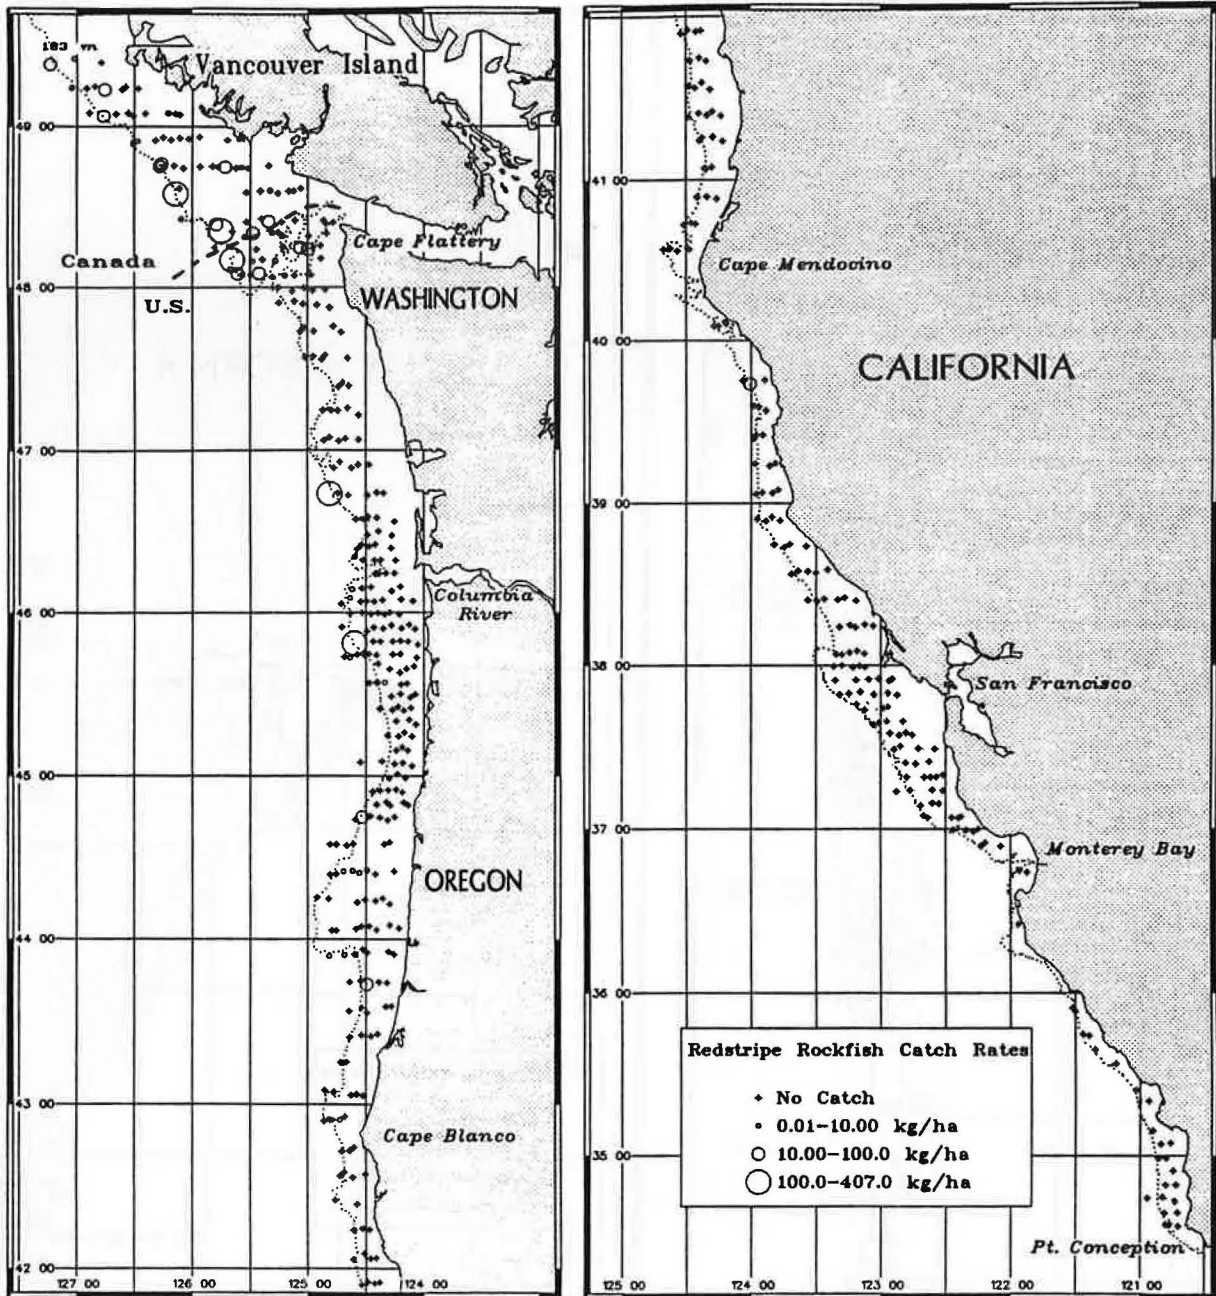 183 m
Vancouver Island
49 00
Cape Flattery
Canada
48 00
U.S.
WASHINGTON
47 00
46 00
Columbia
River
45 00
OREGON
44 00
43 00
Cape Blanco
42 00
127 00 126 00 125 00 124 00
41 00
Cape Mendocino
40 00
CALIFORNIA
39 00
38 00
San Francisco
37 00
Monterey Bay
36 00
Redstripe Rockfish Catch Rates
No Catch
0.01-10.00 kg/ha
10.00-100.0 kg/ha
100.0-407.0 kg/ha
35 00
Pt. Conception
125 00 124 00 123 00 122 00 121 00